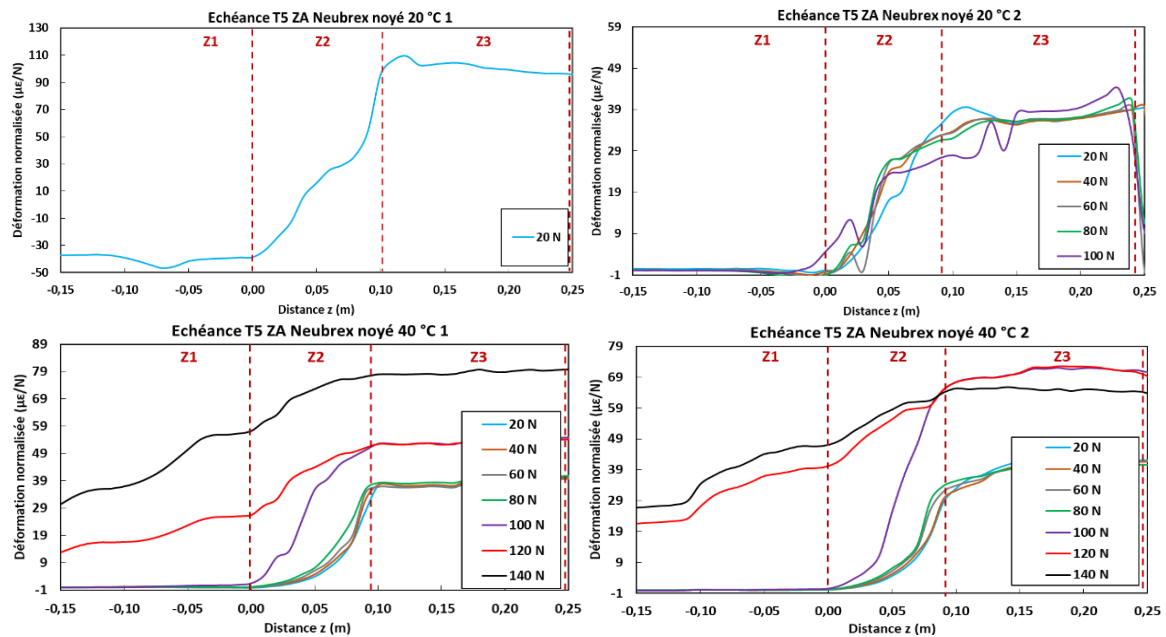 Echéance T5 ZA Neubrex noyé 20 °C 1
Déformation normalisée (µε/N)
130
110
90
70
50
30
10
-10
-30
-50
Z1
Z2
Z3
20 N
-0,15
-0,10
-0,05
0,00
0,05
0,10
0,15
0,20
0,25
Distance z (m)
Echéance T5 ZA Neubrex noyé 20 °C 2
Déformation normalisée (µε/N)
59
49
39
29
19
9
-1
Z1
Z2
Z3
20 N
40 N
60 N
80 N
100 N
-0,15
-0,10
-0,05
0,00
0,05
0,10
0,15
0,20
0,25
Distance z (m)
Echéance T5 ZA Neubrex noyé 40 °C 1
Déformation normalisée (µε/N)
89
79
69
59
49
39
29
19
9
-1
Z1
Z2
Z3
20 N
40 N
60 N
80 N
100 N
120 N
140 N
-0,15
-0,10
-0,05
0,00
0,05
0,10
0,15
0,20
0,25
Distance z (m)
Echéance T5 ZA Neubrex noyé 40 °C 2
Déformation normalisée (µε/N)
79
69
59
49
39
29
19
9
-1
Z1
Z2
Z3
20 N
40 N
60 N
80 N
100 N
120 N
140 N
-0,15
-0,10
-0,05
0,00
0,05
0,10
0,15
0,20
0,25
Distance z (m)